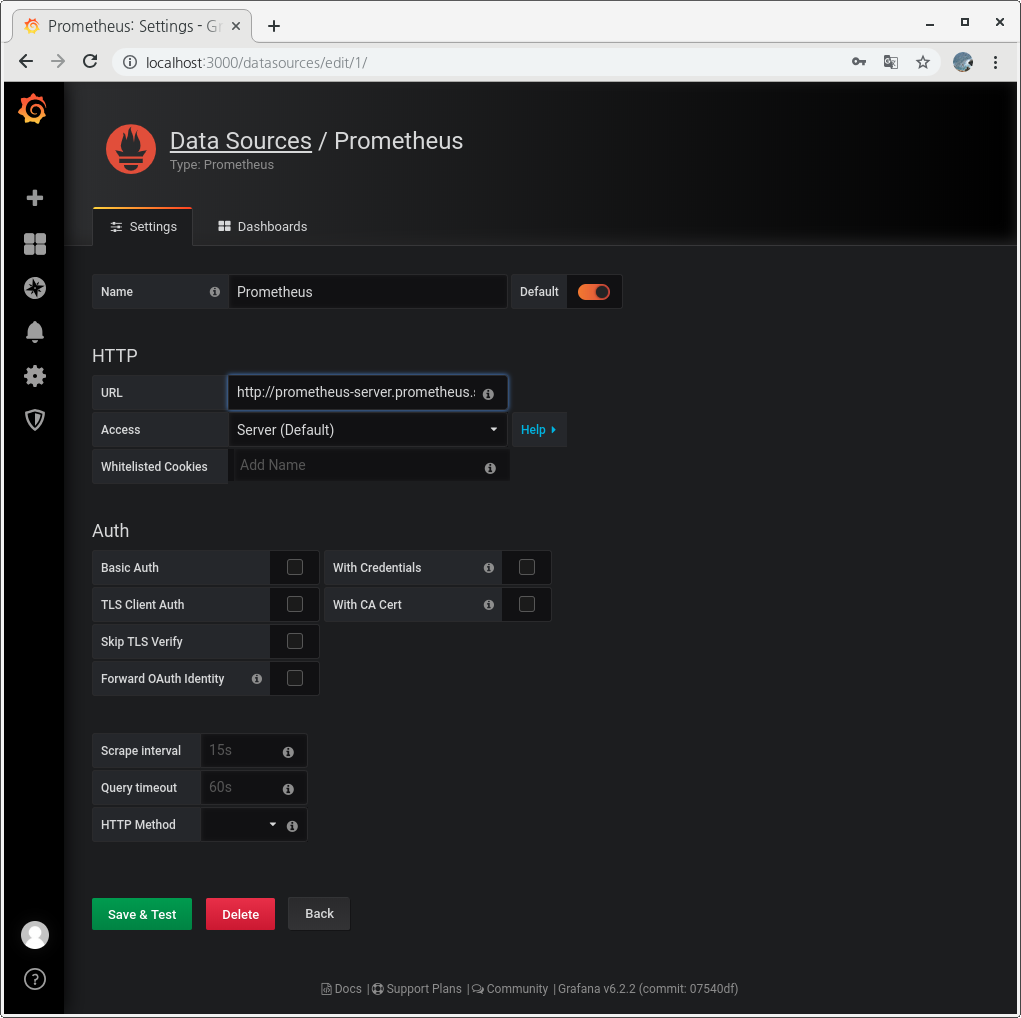 Prometheus: Settings - Gr
localhost:3000/datasources/edit/1/
Data Sources / Prometheus
Type: Prometheus
Settings
Dashboards
Name
Prometheus
Default
HTTP
URL
http://prometheus-server.prometheus.s
Access
Server (Default)
Help
Whitelisted Cookies
Add Name
Auth
Basic Auth
With Credentials
TLS Client Auth
With CA Cert
Skip TLS Verify
Forward OAuth Identity
Scrape interval
15s
Query timeout
60s
HTTP Method
Save & Test
Delete
Back
Docs | Support Plans | Community | Grafana v6.2.2 (commit: 07540df)